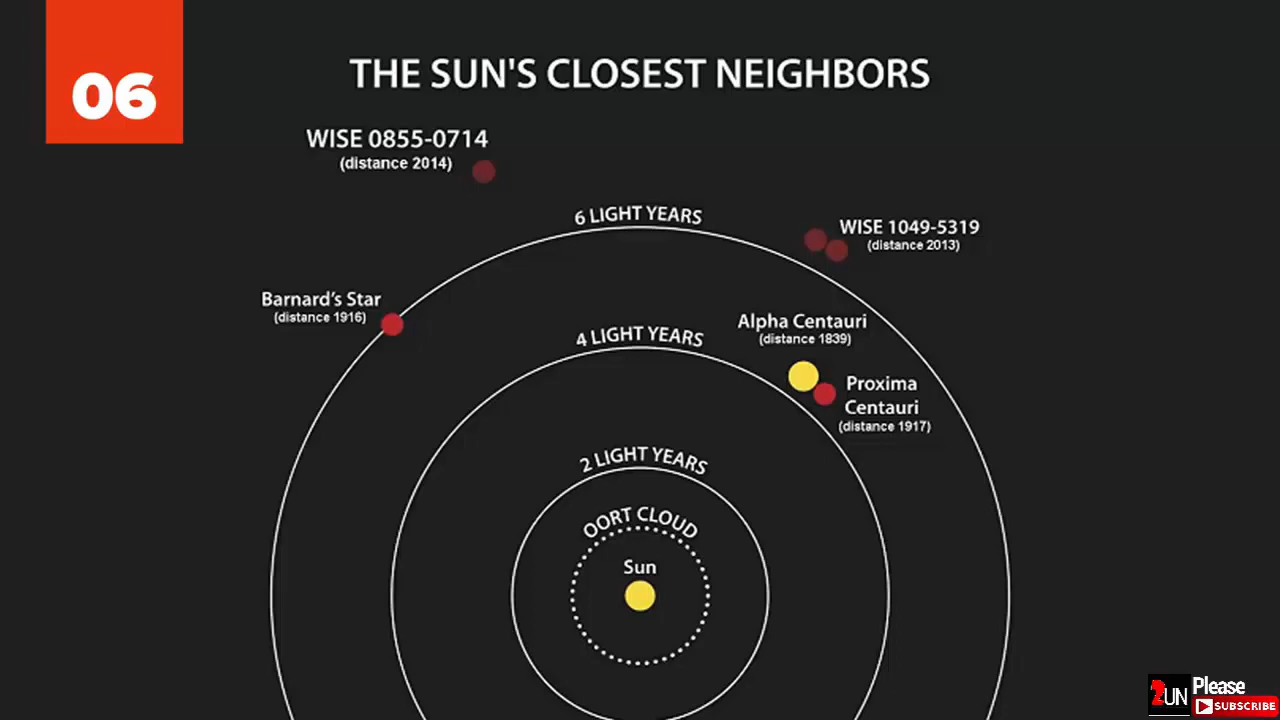 06
THE SUN'S CLOSEST NEIGHBORS
WISE 0855-0714
(distance 2014)
6 LIGHT YEARS
WISE 1049-5319
(distance 2013)
Barnard's Star
(distance 1916)
Alpha Centauri
(distance 1839)
4 LIGHT YEARS
Proxima
Centauri
(distance 1917)
2 LIGHT YEARS
OORT CLOUD
Sun
2UN
Please
SUBSCRIBE